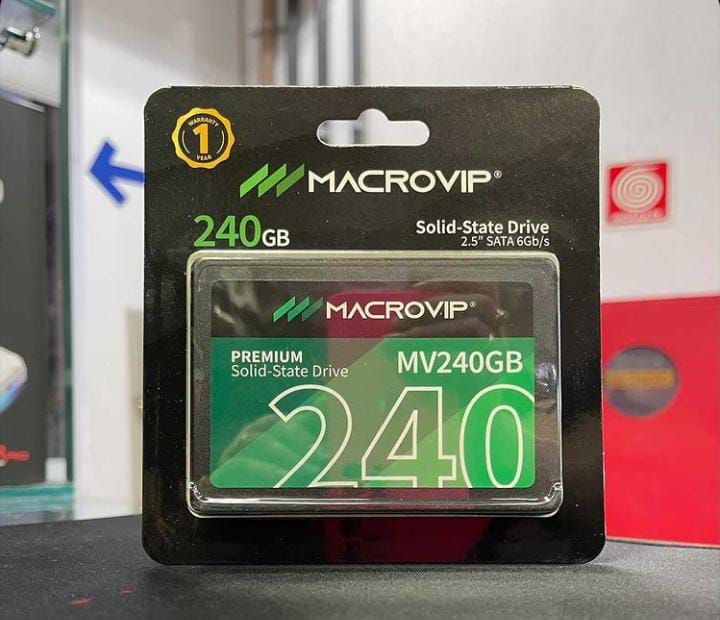 WARRANTY
1
YEAR
MACROVIP®
240GB
Solid-State Drive
2.5" SATA 6Gb/s
MACROVIP®
PREMIUM
Solid-State Drive
MV240GB
240